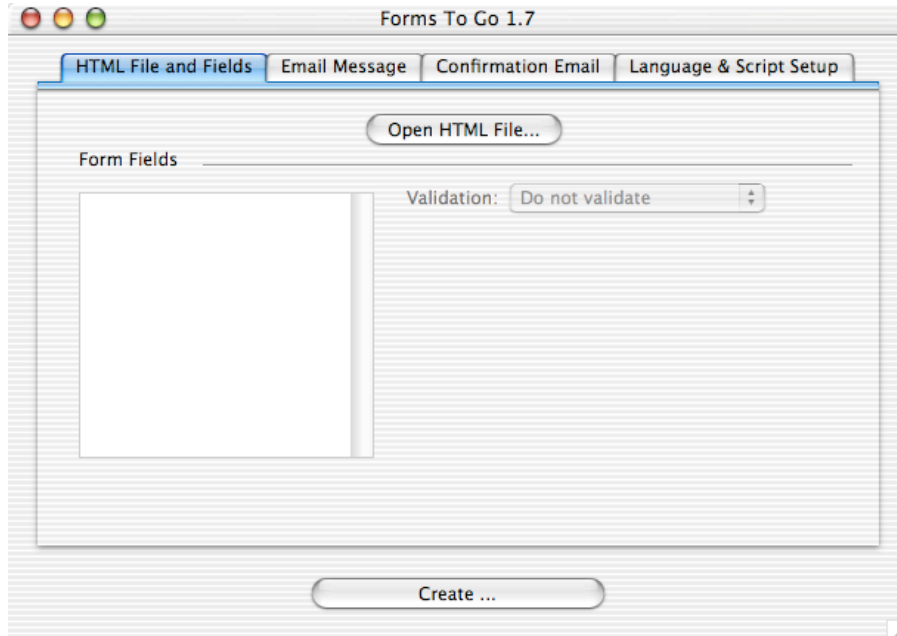 Forms To Go 1.7
HTML File and Fields Email Message Confirmation Email Language & Script Setup
Open HTML File...
Form Fields
Validation: Do not validate
Create ...